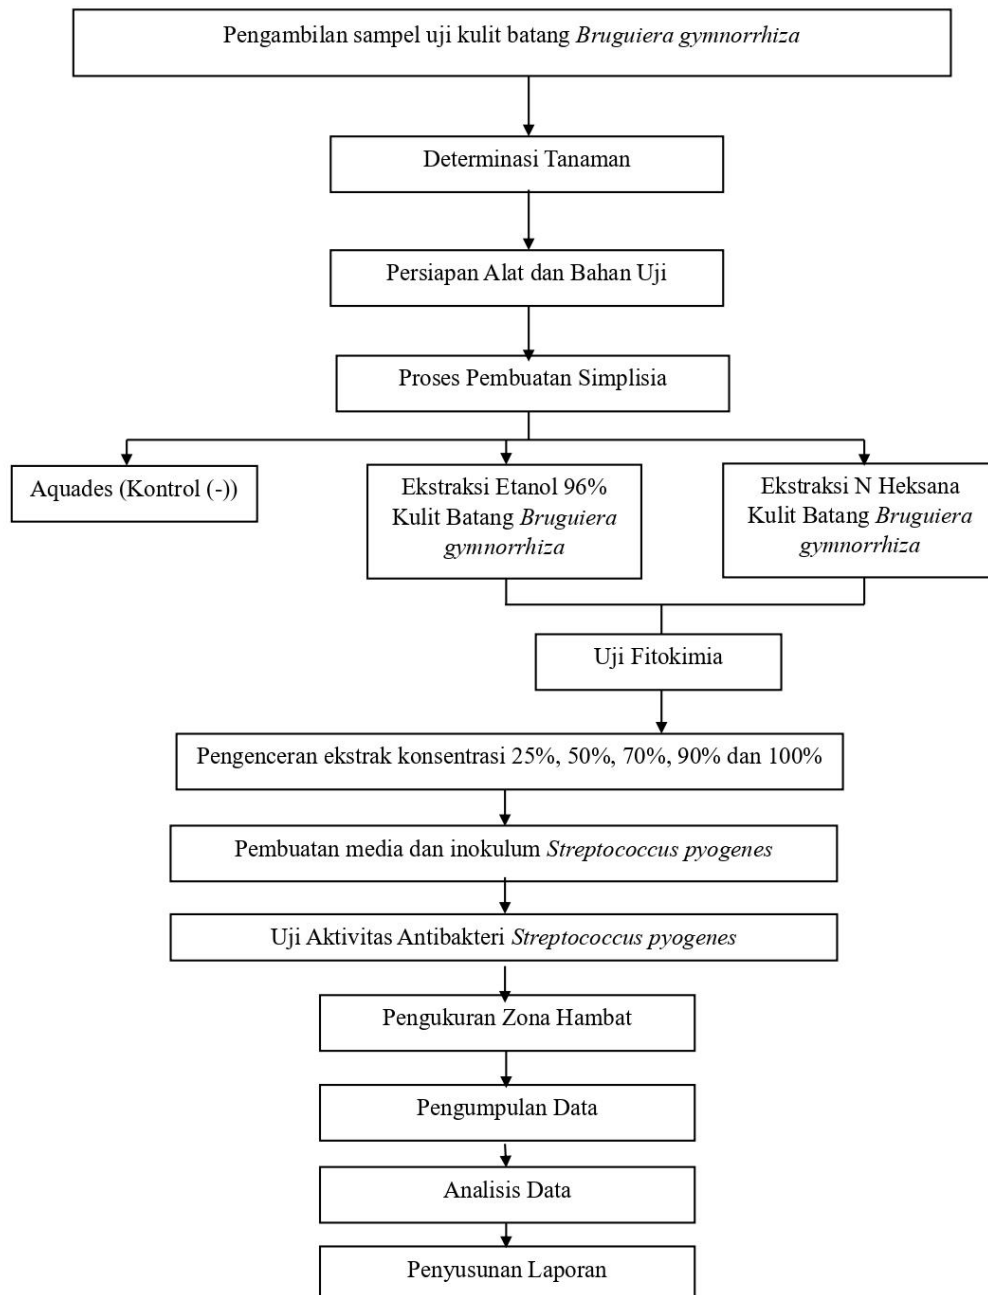 Pengambilan sampel uji kulit batang Bruguiera gymnorrhiza
Determinasi Tanaman
Persiapan Alat dan Bahan Uji
Proses Pembuatan Simplisia
Aquades (Kontrol (-))
Ekstraksi Etanol 96%
Kulit Batang Bruguiera
gymnorrhiza
Ekstraksi N Heksana
Kulit Batang Bruguiera
gymnorrhiza
Uji Fitokimia
Pengenceran ekstrak konsentrasi 25%, 50%, 70%, 90% dan 100%
Pembuatan media dan inokulum Streptococcus pyogenes
Uji Aktivitas Antibakteri Streptococcus pyogenes
Pengukuran Zona Hambat
Pengumpulan Data
Analisis Data
Penyusunan Laporan